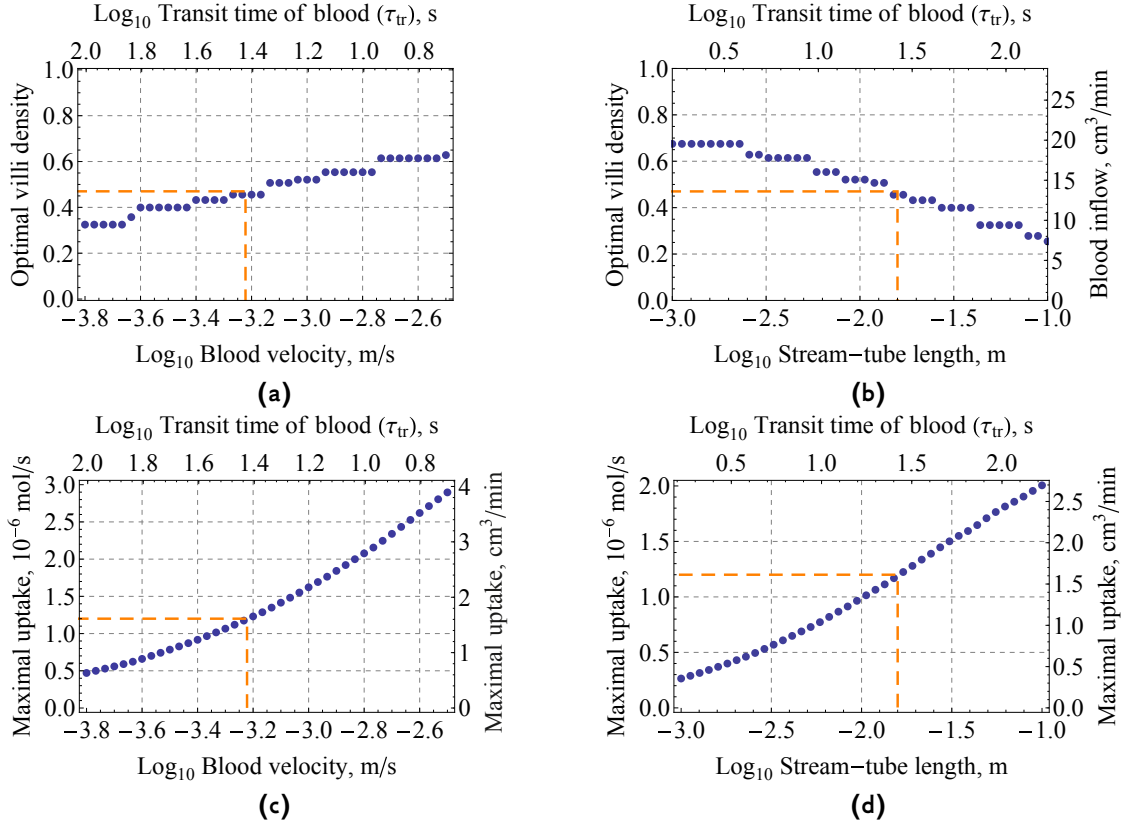 Log10 Transit time of blood (τtr), s
2.0 1.8 1.6 1.4 1.2 1.0 0.8
Optimal villi density
1.0
0.8
0.6
0.4
0.2
0.0
−3.8 −3.6 −3.4 −3.2 −3.0 −2.8 −2.6
Log10 Blood velocity, m/s
(a)
Log10 Transit time of blood (τtr), s
0.5 1.0 1.5 2.0
Optimal villi density
1.0
0.8
0.6
0.4
0.2
0.0
25
20
15
10
5
0
Blood inflow, cm³/min
−3.0 −2.5 −2.0 −1.5 −1.0
Log10 Stream−tube length, m
(b)
Log10 Transit time of blood (τtr), s
2.0 1.8 1.6 1.4 1.2 1.0 0.8
Maximal uptake, 10⁻⁶ mol/s
3.0
2.5
2.0
1.5
1.0
0.5
0.0
4
3
2
1
0
Maximal uptake, cm³/min
−3.8 −3.6 −3.4 −3.2 −3.0 −2.8 −2.6
Log10 Blood velocity, m/s
(c)
Log10 Transit time of blood (τtr), s
0.5 1.0 1.5 2.0
Maximal uptake, 10⁻⁶ mol/s
2.0
1.5
1.0
0.5
0.0
2.5
2.0
1.5
1.0
0.5
0.0
Maximal uptake, cm³/min
−3.0 −2.5 −2.0 −1.5 −1.0
Log10 Stream−tube length, m
(d)